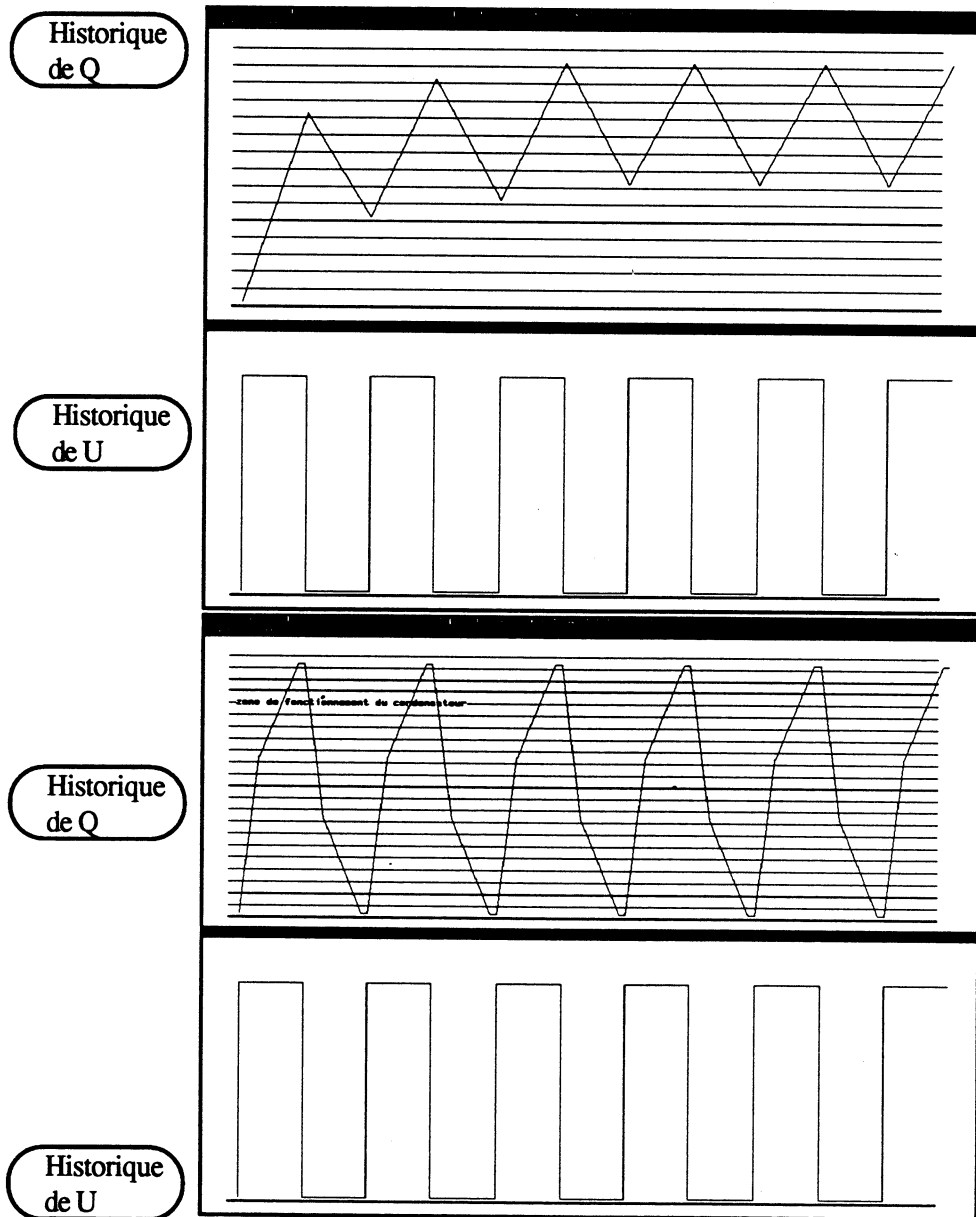 Historique
de Q
Historique
de U
zone de fonctionnement du condensateur
Historique
de Q
Historique
de U